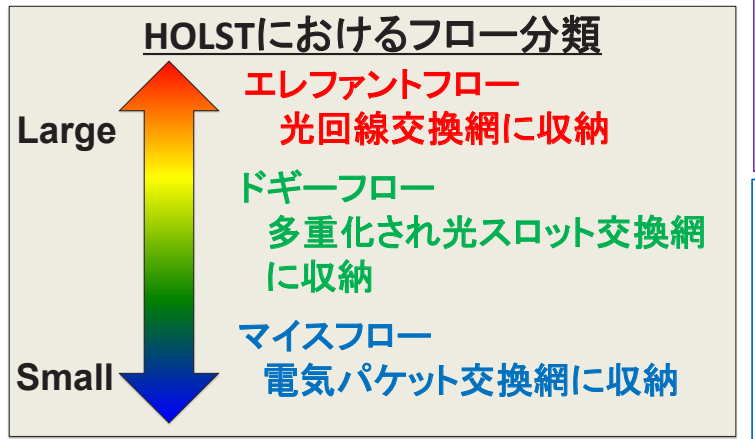 HOLSTにおけるフロー分類
Large
エレファントフロー
光回線交換網に収納
ドギーフロー
多重化され光スロット交換網
に収納
マイスフロー
Small
電気パケット交換網に収納